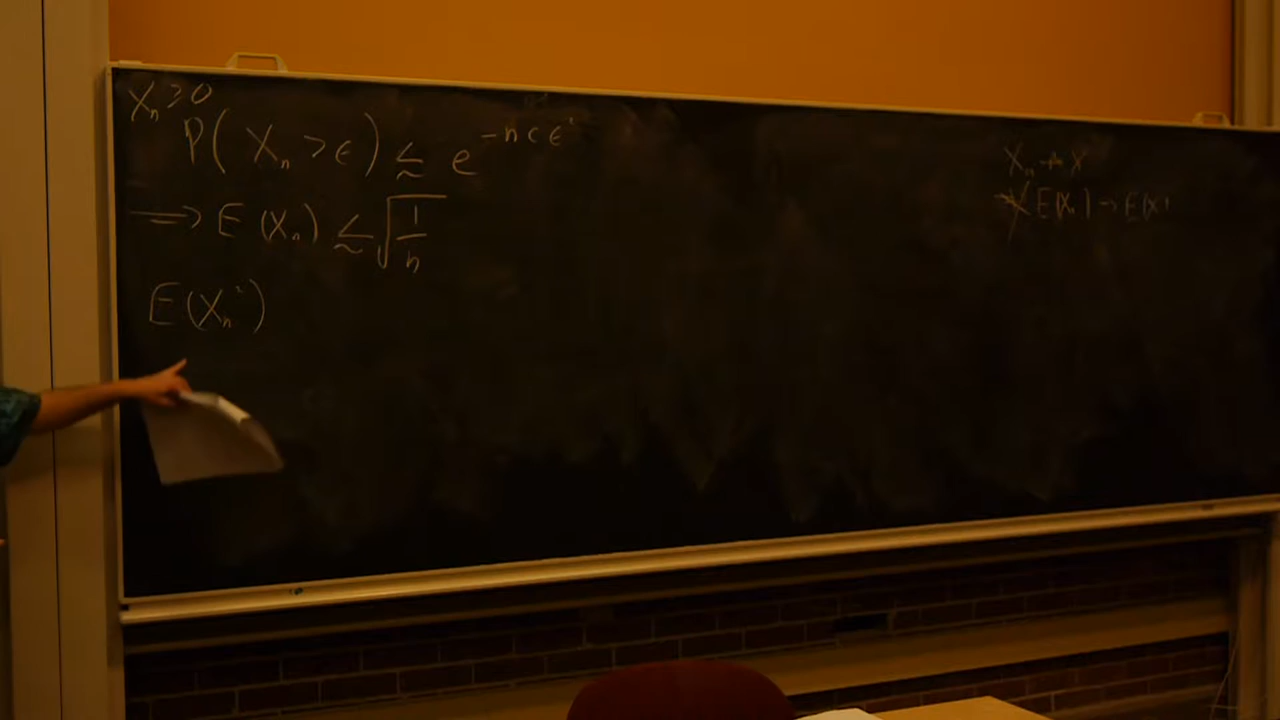 Xₙ ≥ 0
P( Xₙ > ϵ ) ≲ e^{-ncϵ²}
⟹ E(Xₙ) ≲ √(1/n)
E(Xₙ²)
Xₙ → X
⇏ E(Xₙ) → E(X)